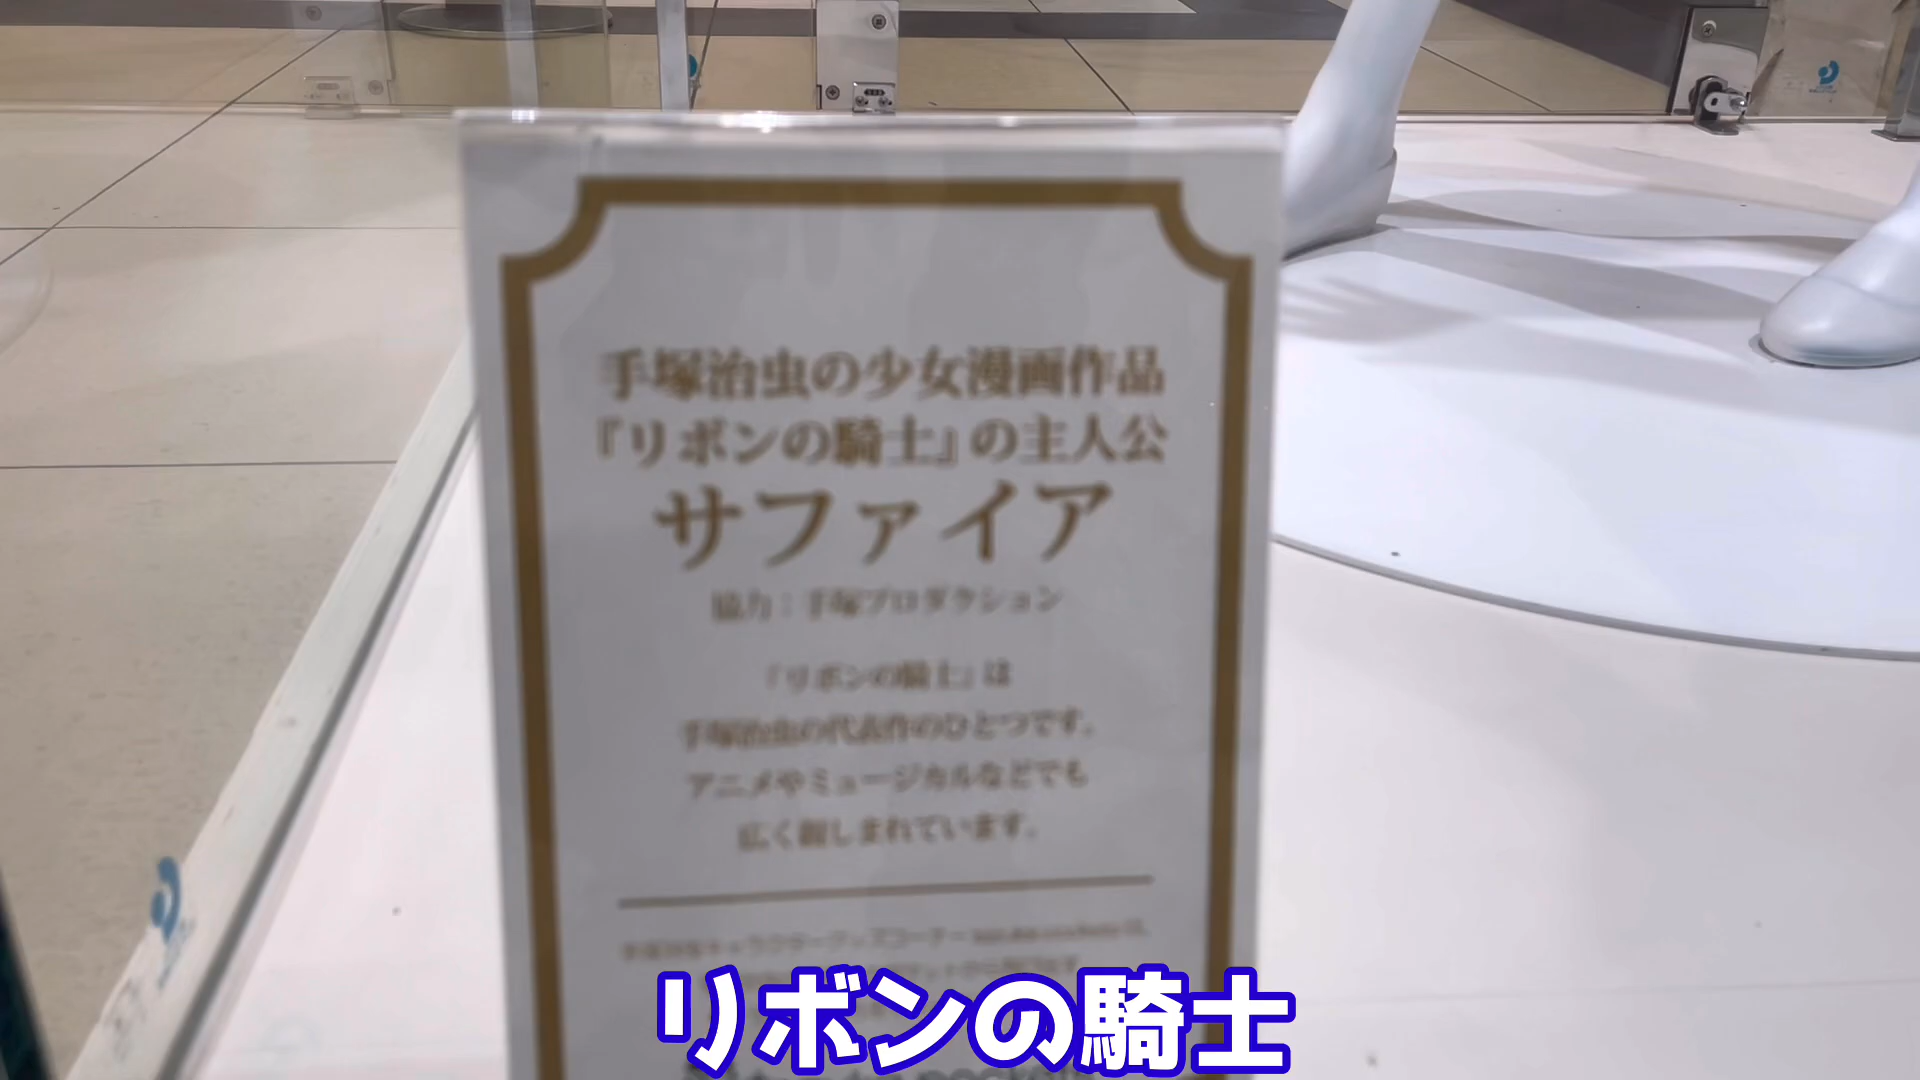 手塚治虫の少女漫画作品
『リボンの騎士』の主人公
サファイア
協力：手塚プロダクション
『リボンの騎士』は
手塚治虫の代表作のひとつです。
アニメやミュージカルなどでも
広く親しまれています。
リボンの騎士